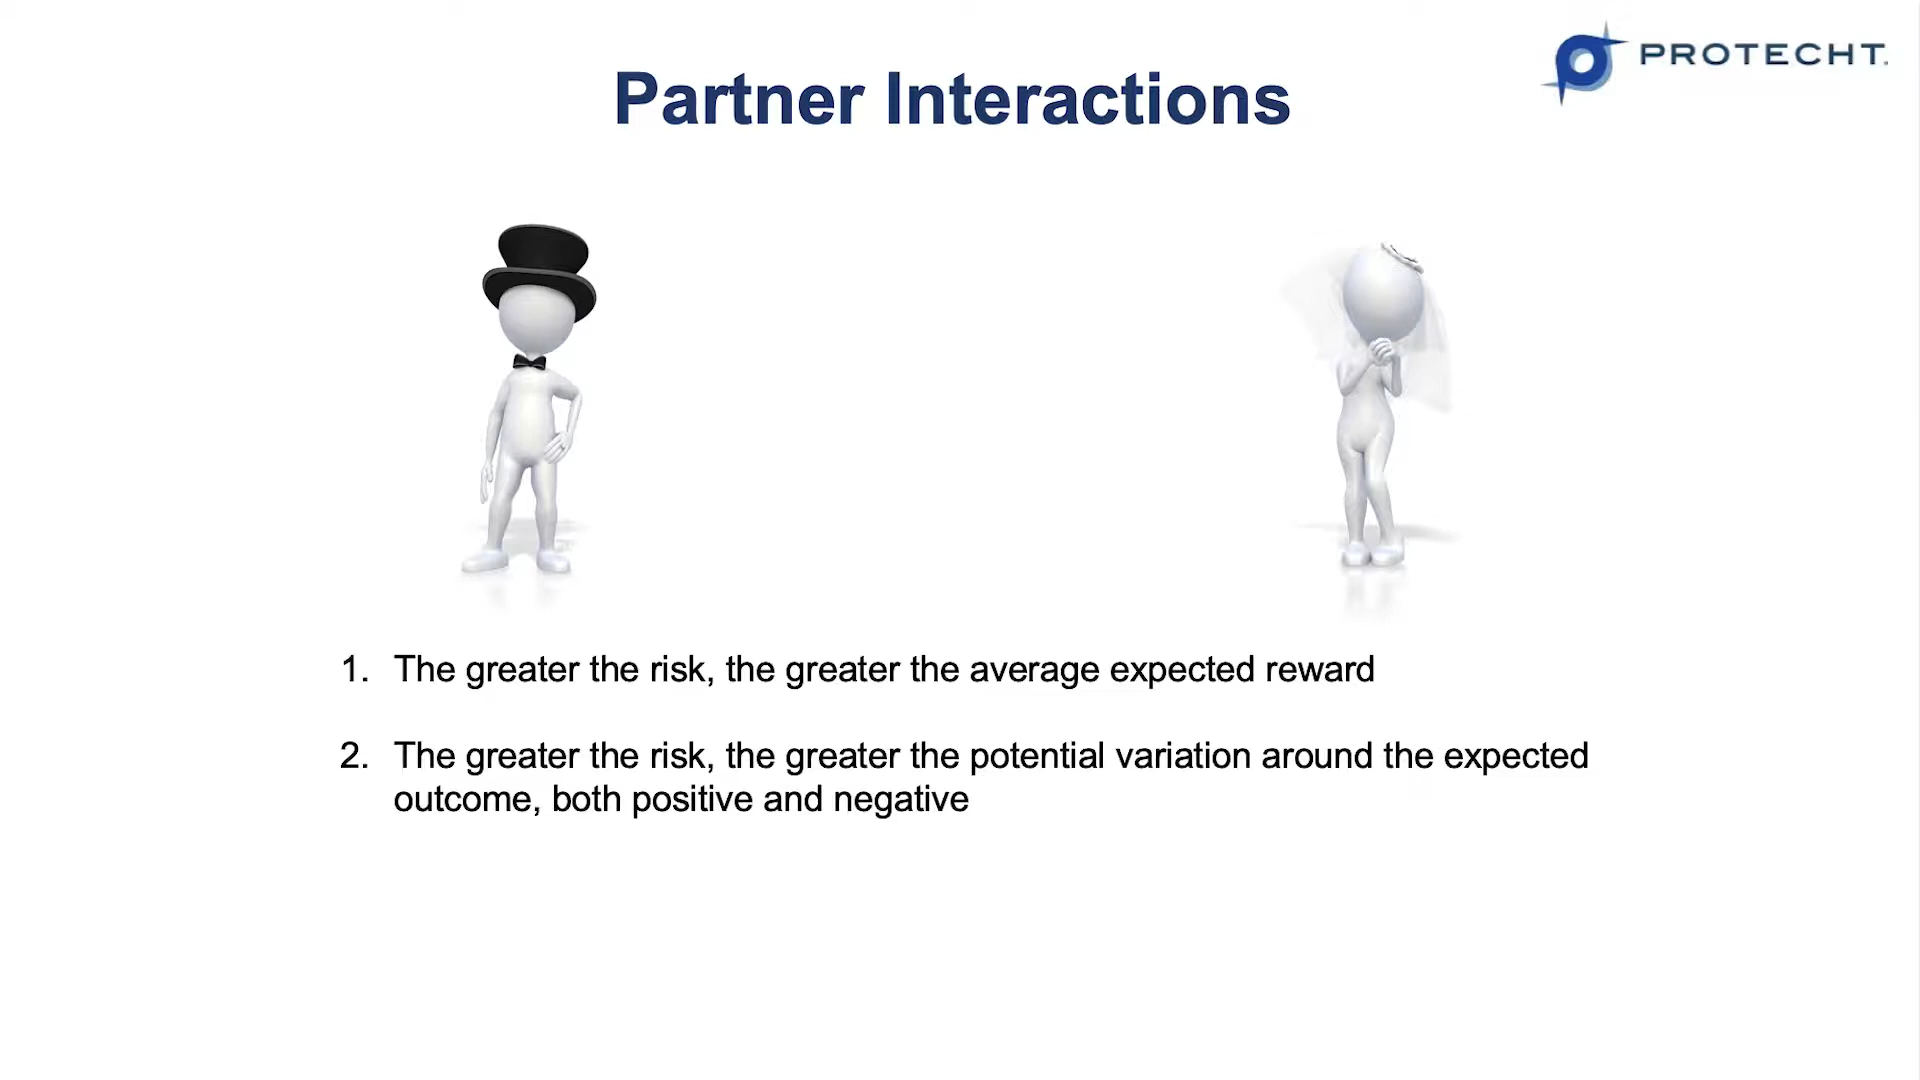 PROTECHT.
Partner Interactions
1. The greater the risk, the greater the average expected reward
2. The greater the risk, the greater the potential variation around the expected
outcome, both positive and negative